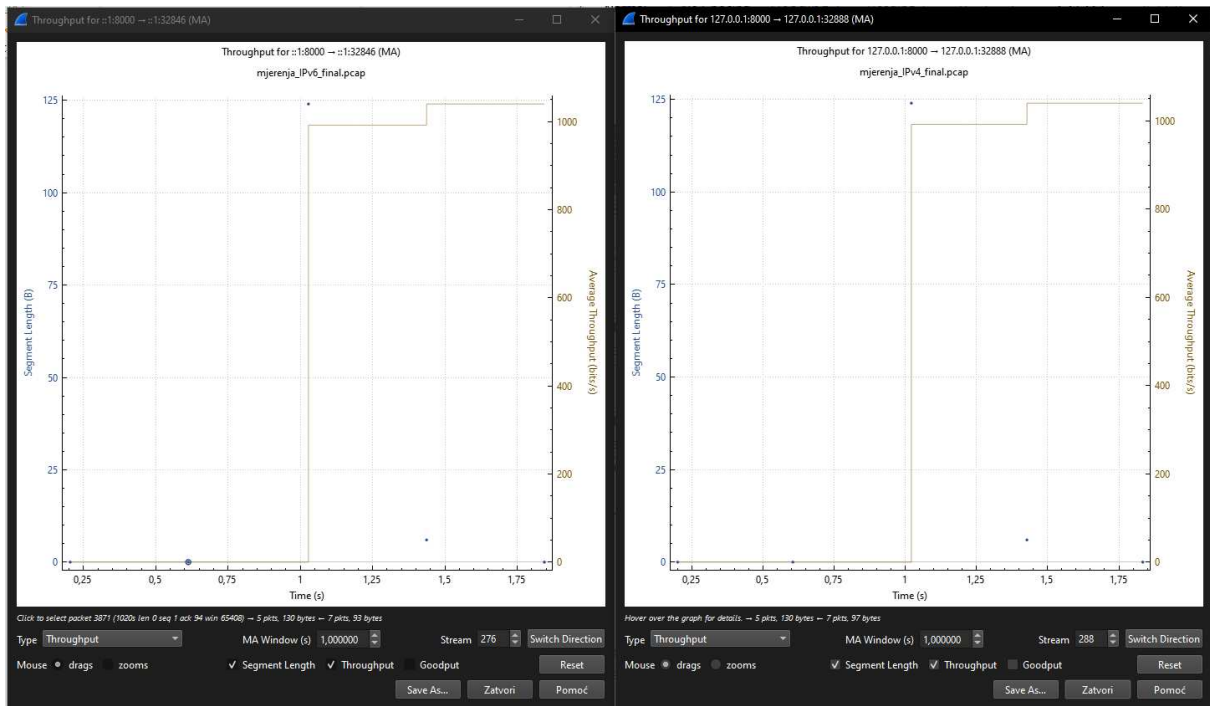 Throughput for ::1:8000 → ::1:32846 (MA)
Throughput for ::1:8000 → ::1:32846 (MA)
mjerenja_IPv6_final.pcap
125
100
75
50
25
0
Segment Length (B)
1000
800
600
400
200
0
Average Throughput (bits/s)
0,25 0,5 0,75 1 1,25 1,5 1,75
Time (s)
Click to select packet 3871 (1020s len 0 seq 1 ack 94 win 65408) → 5 pkts, 130 bytes ← 7 pkts, 93 bytes
Type Throughput MA Window (s) 1,000000 Stream 276 Switch Direction
Mouse drags zooms Segment Length Throughput Goodput Reset
Save As... Zatvori Pomoć
Throughput for 127.0.0.1:8000 → 127.0.0.1:32888 (MA)
Throughput for 127.0.0.1:8000 → 127.0.0.1:32888 (MA)
mjerenja_IPv4_final.pcap
125
100
75
50
25
0
Segment Length (B)
1000
800
600
400
200
0
Average Throughput (bits/s)
0,25 0,5 0,75 1 1,25 1,5 1,75
Time (s)
Hover over the graph for details. → 5 pkts, 130 bytes ← 7 pkts, 97 bytes
Type Throughput MA Window (s) 1,000000 Stream 288 Switch Direction
Mouse drags zooms Segment Length Throughput Goodput Reset
Save As... Zatvori Pomoć